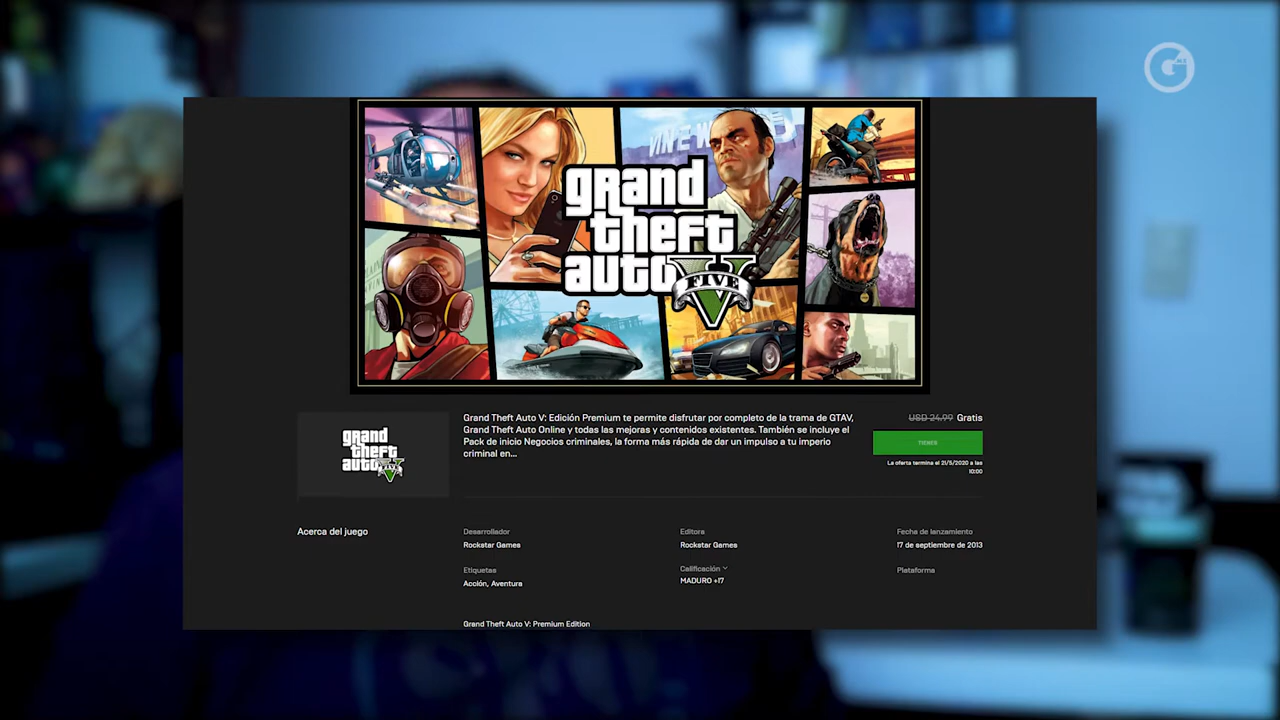 VINEW
grand
theft
auto V
FIVE
Grand Theft Auto V: Edición Premium te permite disfrutar por completo de la trama de GTAV,
Grand Theft Auto Online y todas las mejoras y contenidos existentes. También se incluye el
Pack de inicio Negocios criminales, la forma más rápida de dar un impulso a tu imperio
criminal en...
USD 24.99 Gratis
TIENES
La oferta termina el 21/5/2020 a las
10:00
grand
theft
auto V
FIVE
Acerca del juego
Desarrollador
Rockstar Games
Editora
Rockstar Games
Fecha de lanzamiento
17 de septiembre de 2013
Etiquetas
Acción, Aventura
Calificación
MADURO +17
Plataforma
Grand Theft Auto V: Premium Edition